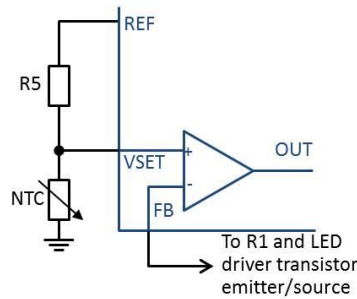 REF
R5
VSET
+
OUT
NTC
-
FB
To R1 and LED
driver transistor
emitter/source